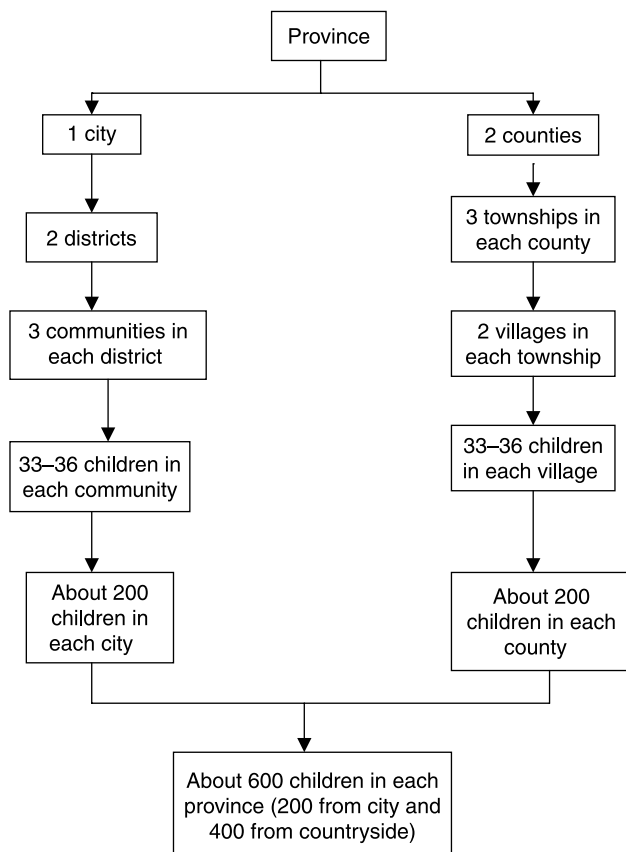 Province
1 city
2 counties
2 districts
3 townships in
each county
3 communities in
each district
2 villages in
each township
33–36 children in
each community
33–36 children
in each village
About 200
children in
each city
About 200
children in each
county
About 600 children in each
province (200 from city and
400 from countryside)